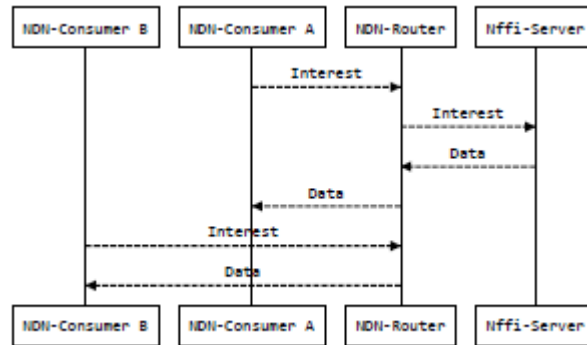 NDN-Consumer B NDN-Consumer A NDN-Router Nffi-Server
Interest
Interest
Data
Data
Interest
Data
NDN-Consumer B NDN-Consumer A NDN-Router Nffi-Server